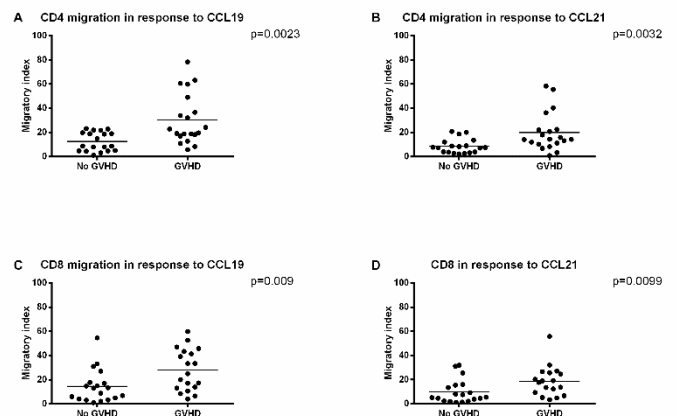 A CD4 migration in response to CCL19
p=0.0023
Migratory index
100
80
60
40
20
0
No GVHD GVHD
B CD4 migration in response to CCL21
p=0.0032
Migratory index
100
80
60
40
20
0
No GVHD GVHD
C CD8 migration in response to CCL19
p=0.009
Migratory index
100
80
60
40
20
0
No GVHD GVHD
D CD8 in response to CCL21
p=0.0099
Migratory index
100
80
60
40
20
0
No GVHD GVHD